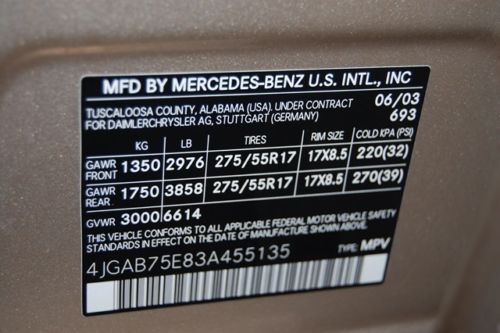 MFD BY MERCEDES-BENZ U.S. INTL., INC
TUSCALOOSA COUNTY, ALABAMA (USA). UNDER CONTRACT 06/03
FOR DAIMLERCHRYSLER AG, STUTTGART (GERMANY) 693
KG LB TIRES RIM SIZE COLD KPA (PSI)
GAWR FRONT 1350 2976 275/55R17 17X8.5 220(32)
GAWR REAR 1750 3858 275/55R17 17X8.5 270(39)
GVWR 3000 6614
THIS VEHICLE CONFORMS TO ALL APPLICABLE FEDERAL MOTOR VEHICLE SAFETY
STANDARDS IN EFFECT ON THE DATE OF MANUFACTURE SHOWN ABOVE.
4JGAB75E83A455135 TYPE: MPV